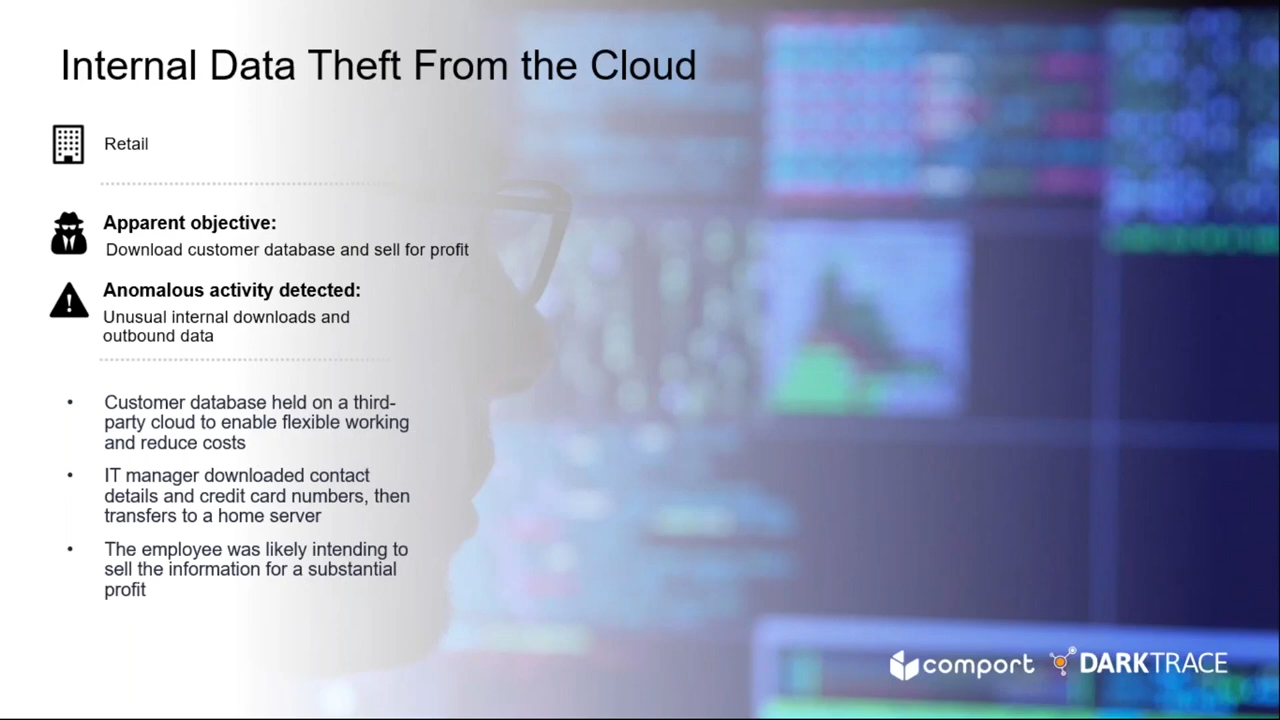 Internal Data Theft From the Cloud
Retail
Apparent objective:
Download customer database and sell for profit
Anomalous activity detected:
Unusual internal downloads and
outbound data
• Customer database held on a third-
party cloud to enable flexible working
and reduce costs
• IT manager downloaded contact
details and credit card numbers, then
transfers to a home server
• The employee was likely intending to
sell the information for a substantial
profit
comport DARKTRACE